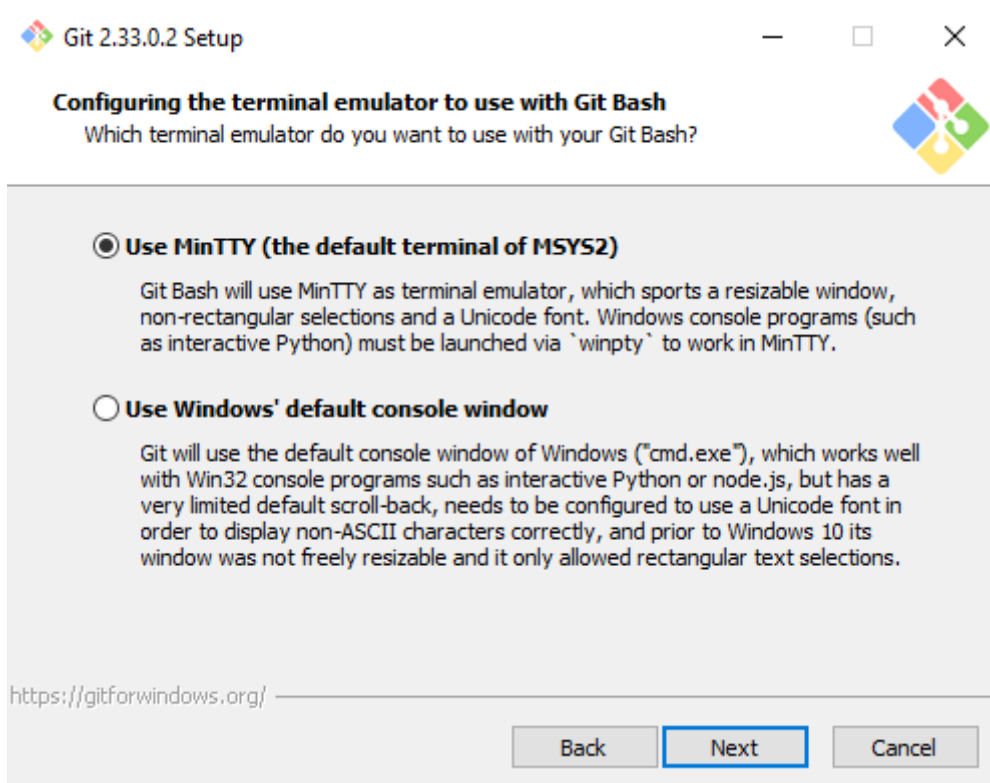 Git 2.33.0.2 Setup
Configuring the terminal emulator to use with Git Bash
Which terminal emulator do you want to use with your Git Bash?
Use MinTTY (the default terminal of MSYS2)
Git Bash will use MinTTY as terminal emulator, which sports a resizable window,
non-rectangular selections and a Unicode font. Windows console programs (such
as interactive Python) must be launched via `winpty` to work in MinTTY.
Use Windows' default console window
Git will use the default console window of Windows ("cmd.exe"), which works well
with Win32 console programs such as interactive Python or node.js, but has a
very limited default scroll-back, needs to be configured to use a Unicode font in
order to display non-ASCII characters correctly, and prior to Windows 10 its
window was not freely resizable and it only allowed rectangular text selections.
https://gitforwindows.org/
Back Next Cancel